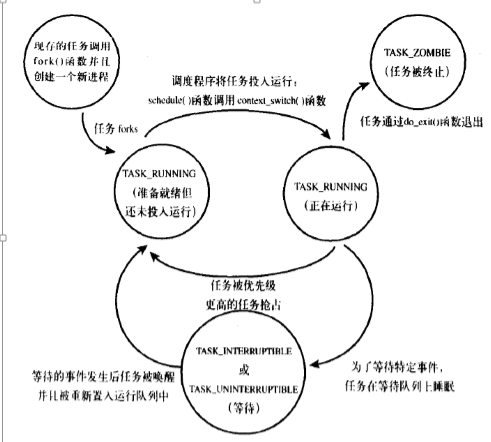 现存的任务调用
fork()函数并且
创建一个新进程
TASK_ZOMBIE
(任务被终止)
调度程序将任务投入运行:
schedule()函数调用 context_switch()函数
任务 forks
任务通过do_exit()函数退出
TASK_RUNNING
(准备就绪但
还未投入运行)
TASK_RUNNING
(正在运行)
任务被优先级
更高的任务抢占
TASK_INTERRUPTIBLE
或
TASK_UNINTERRUPTIBLE
(等待)
等待的事件发生后任务被唤醒
并且被重新置入运行队列中
为了等待特定事件,
任务在等待队列上睡眠